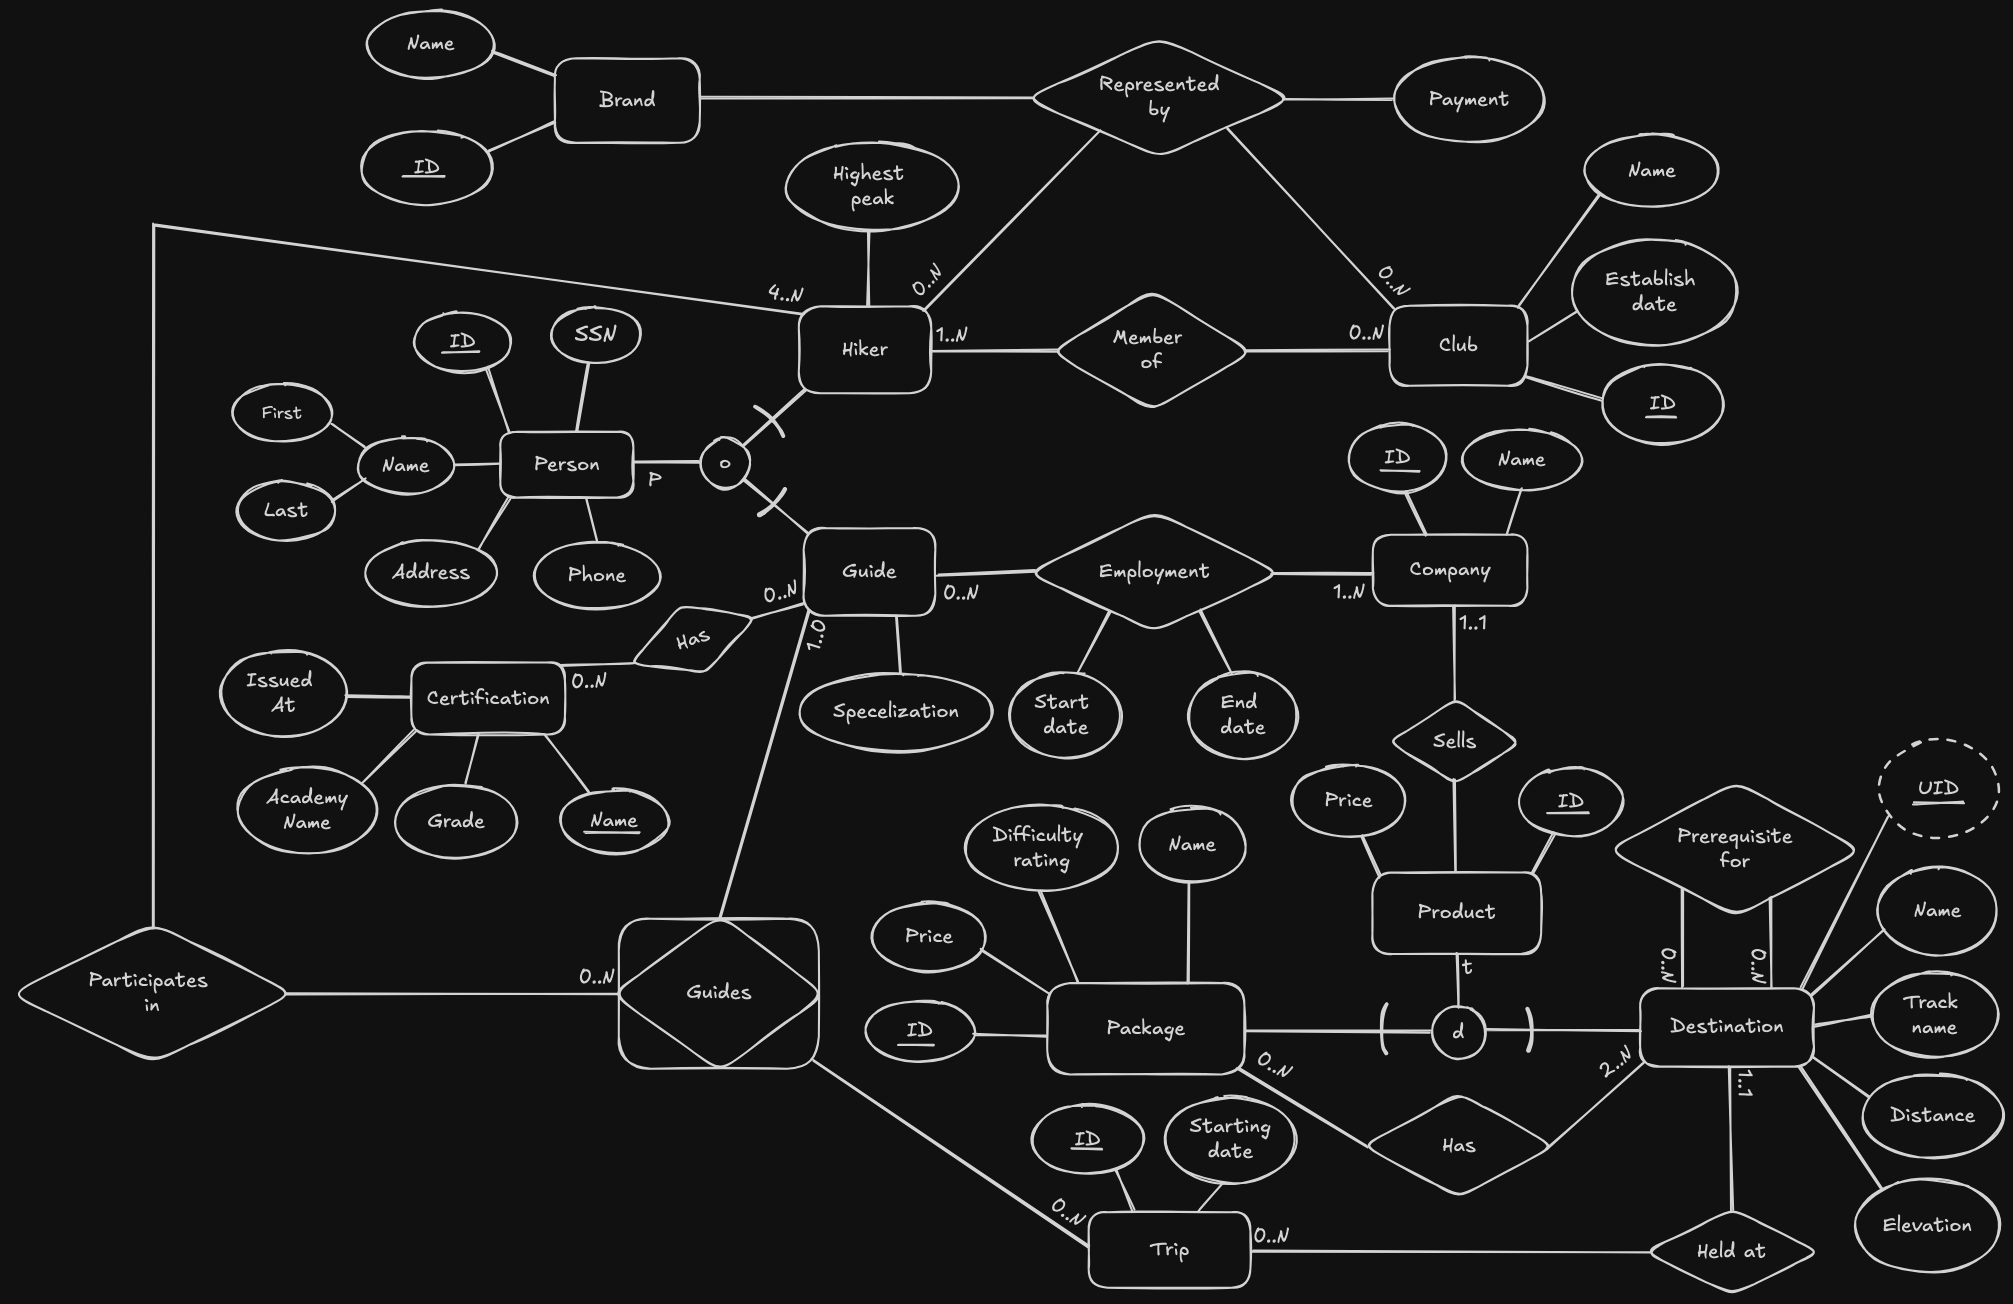 Name
Brand
ID
Represented
by
Payment
Highest
peak
Name
Establish
date
ID
4..N
0..N
0..N
Hiker
1..N
Member
of
0..N
Club
ID
SSN
First
Name
Last
Person
P
o
Address
Phone
ID
Name
Guide
0..N
0..N
1..0
Employment
1..N
Company
1..1
Has
0..N
Issued
At
Certification
Academy
Name
Grade
Name
Specelization
Start
date
End
date
Sells
Price
ID
Product
t
Difficulty
rating
Name
Price
ID
Package
d
Prerequisite
for
0..N
0..N
UID
Name
Track
name
Distance
Elevation
Destination
Participates
in
0..N
Guides
0..N
2..N
Has
1..1
ID
Starting
date
0..N
Trip
0..N
Held at